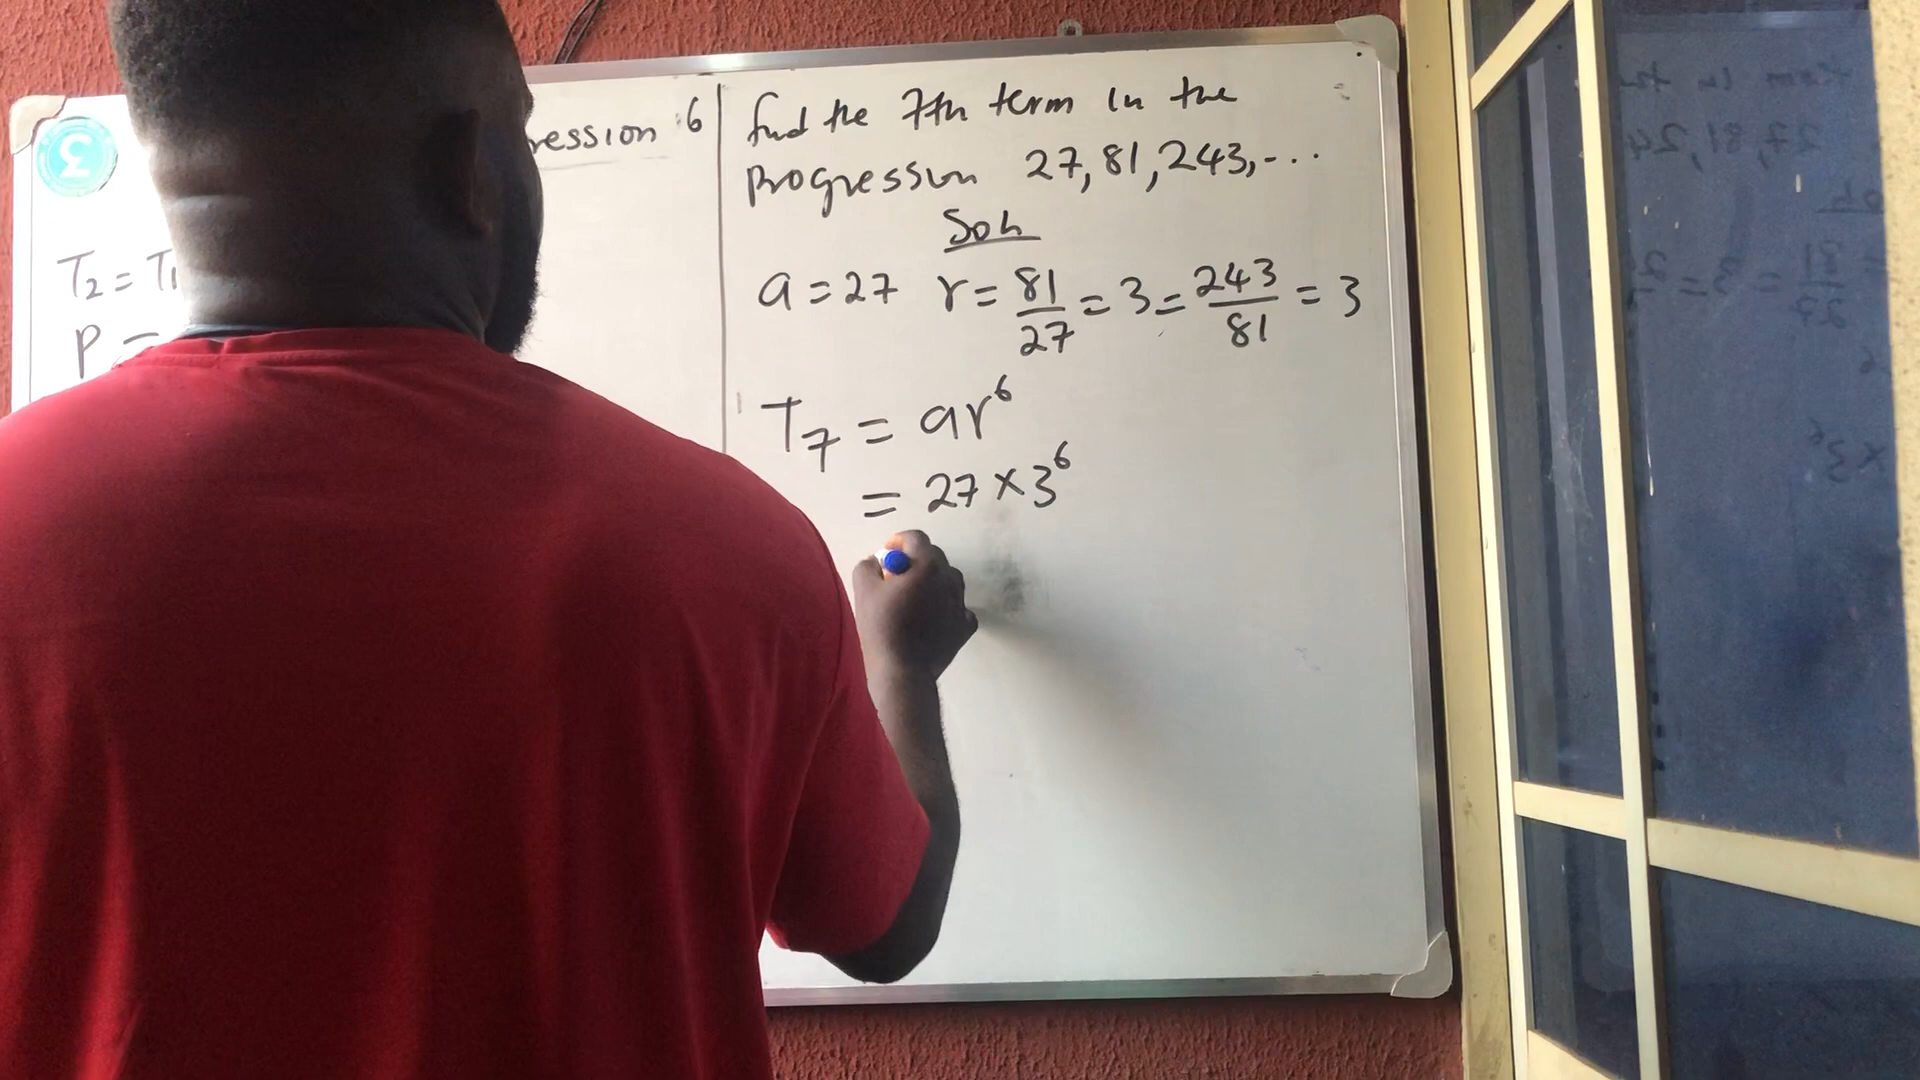 ression 6
T₂ = T₁
P =
find the 7th term in the
progression 27, 81, 243, - ...
Soln
a = 27 r = 81/27 = 3 = 243/81 = 3
T₇ = ar⁶
= 27 × 3⁶